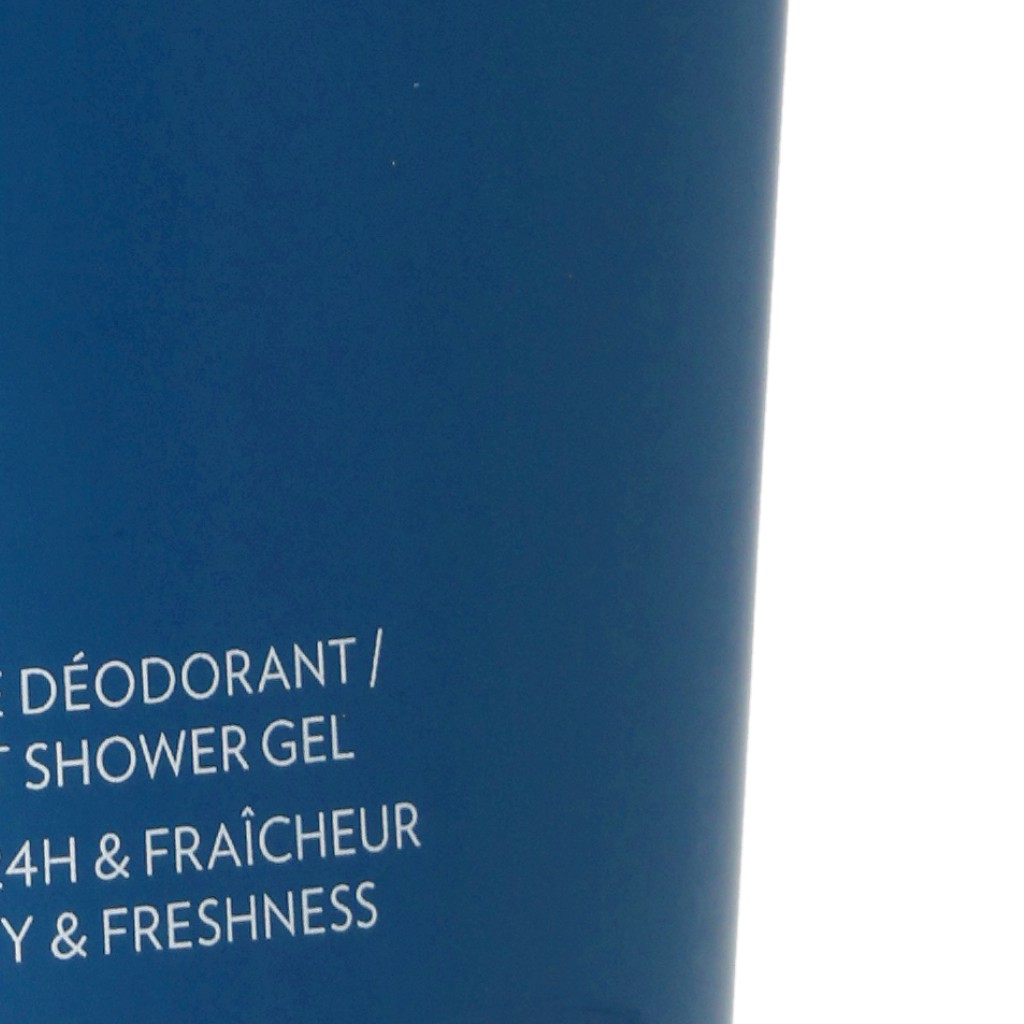 DÉODORANT /
SHOWER GEL
24H & FRAÎCHEUR
& FRESHNESS